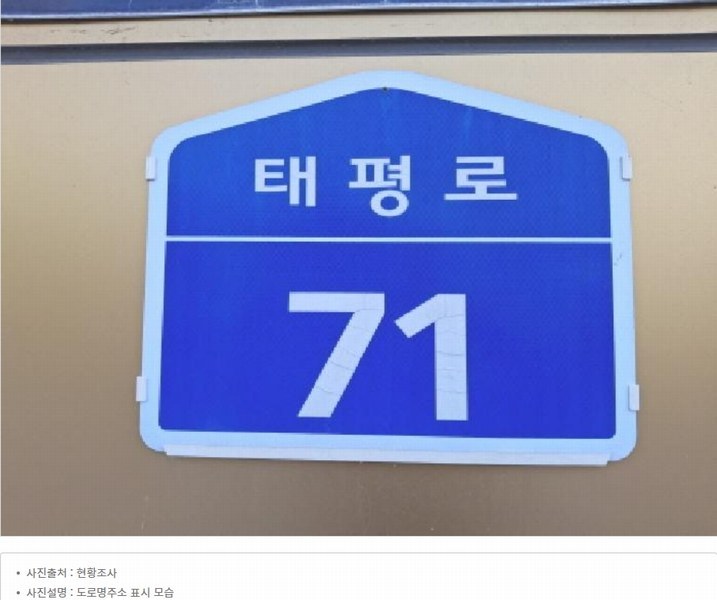 태평로
71
• 사진출처 : 현황조사
• 사진설명 : 도로명주소 표시 모습